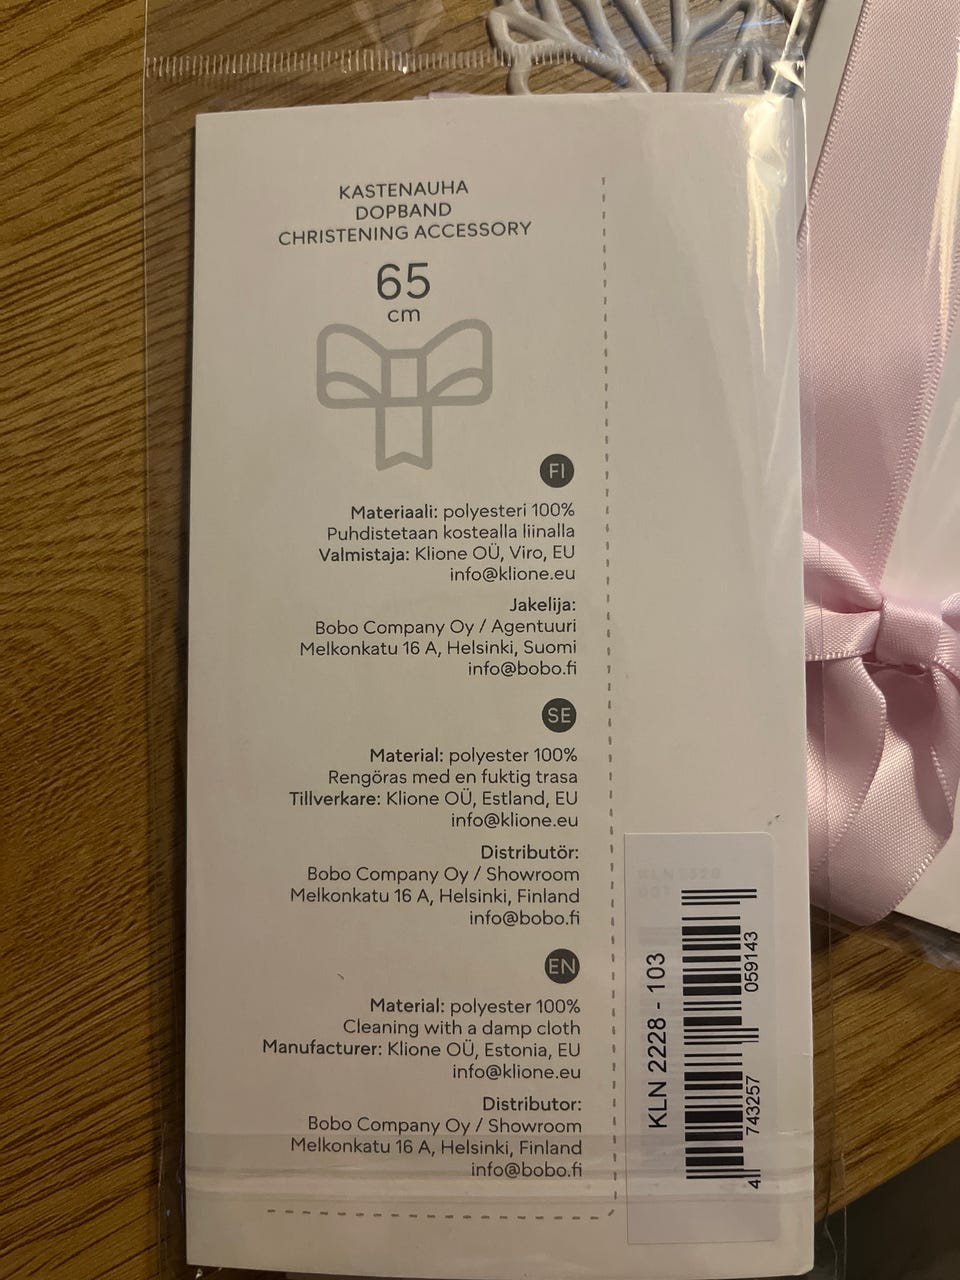 KASTENAUHA
DOPBAND
CHRISTENING ACCESSORY
65
cm
FI
Materiaali: polyesteri 100%
Puhdistetaan kostealla liinalla
Valmistaja: Klione OÜ, Viro, EU
info@klione.eu
Jakelija:
Bobo Company Oy / Agentuuri
Melkonkatu 16 A, Helsinki, Suomi
info@bobo.fi
SE
Material: polyester 100%
Rengöras med en fuktig trasa
Tillverkare: Klione OÜ, Estland, EU
info@klione.eu
Distributör:
Bobo Company Oy / Showroom
Melkonkatu 16 A, Helsinki, Finland
info@bobo.fi
EN
Material: polyester 100%
Cleaning with a damp cloth
Manufacturer: Klione OÜ, Estonia, EU
info@klione.eu
Distributor:
Bobo Company Oy / Showroom
Melkonkatu 16 A, Helsinki, Finland
info@bobo.fi
KLN 2228 - 103
4 743257 059143